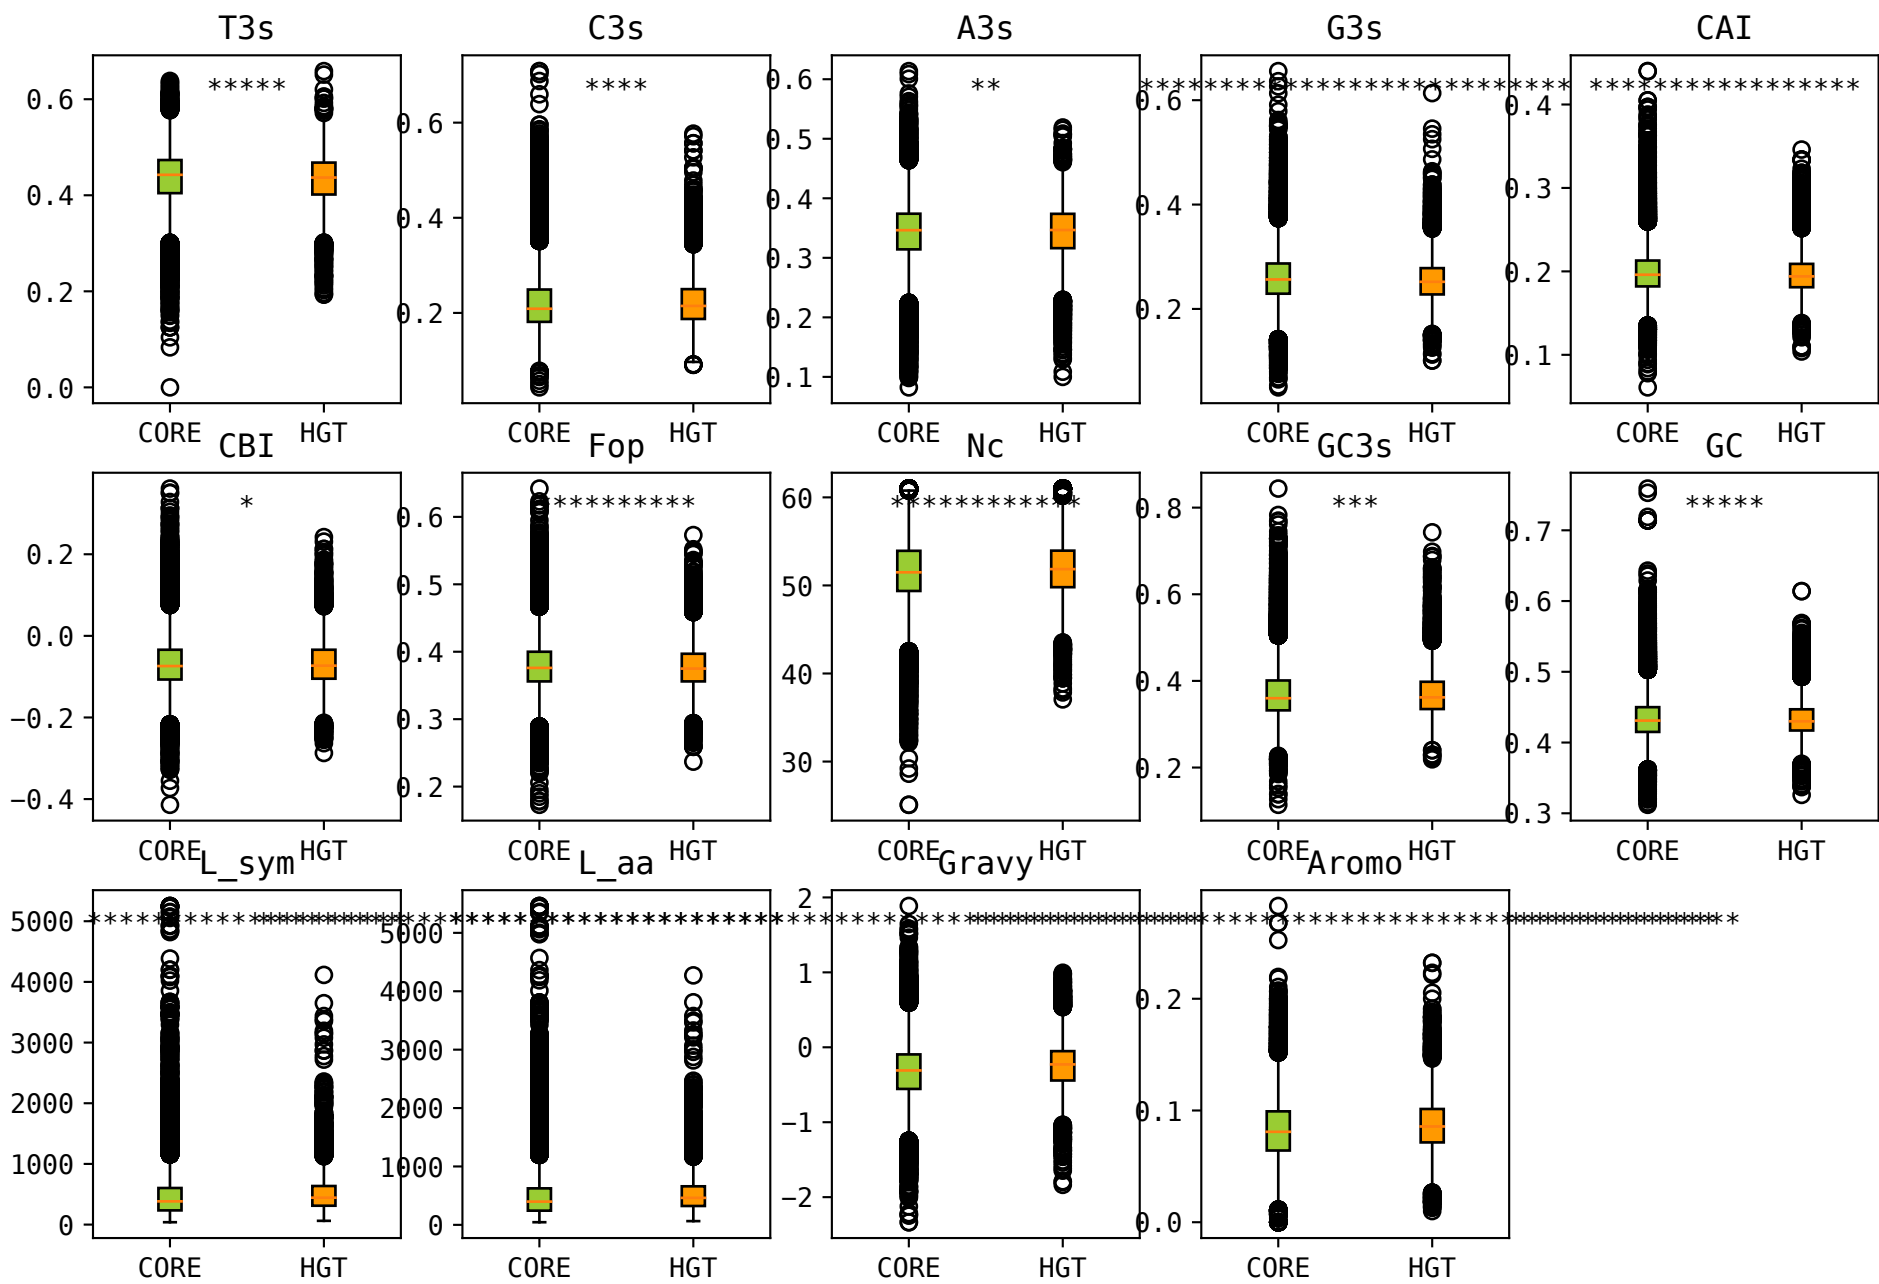 T3s C3s A3s G3s CAI
***** **** **
0.6 0.4 0.2 0.0
0.6 0.4 0.2
0.6 0.5 0.4 0.3 0.2 0.1
0.6 0.4 0.2
0.4 0.3 0.2 0.1
CORE HGT CORE HGT CORE HGT CORE HGT CORE HGT
CBI Fop Nc GC3s GC
* *** *****
0.2 0.0 −0.2 −0.4
0.6 0.5 0.4 0.3 0.2
60 50 40 30
0.8 0.6 0.4 0.2
0.7 0.6 0.5 0.4 0.3
CORE HGT CORE HGT CORE HGT CORE HGT CORE HGT
L_sym L_aa Gravy Aromo
5000 4000 3000 2000 1000 0
5000 4000 3000 2000 1000 0
2 1 0 −1 −2
0.2 0.1 0.0
CORE HGT CORE HGT CORE HGT CORE HGT